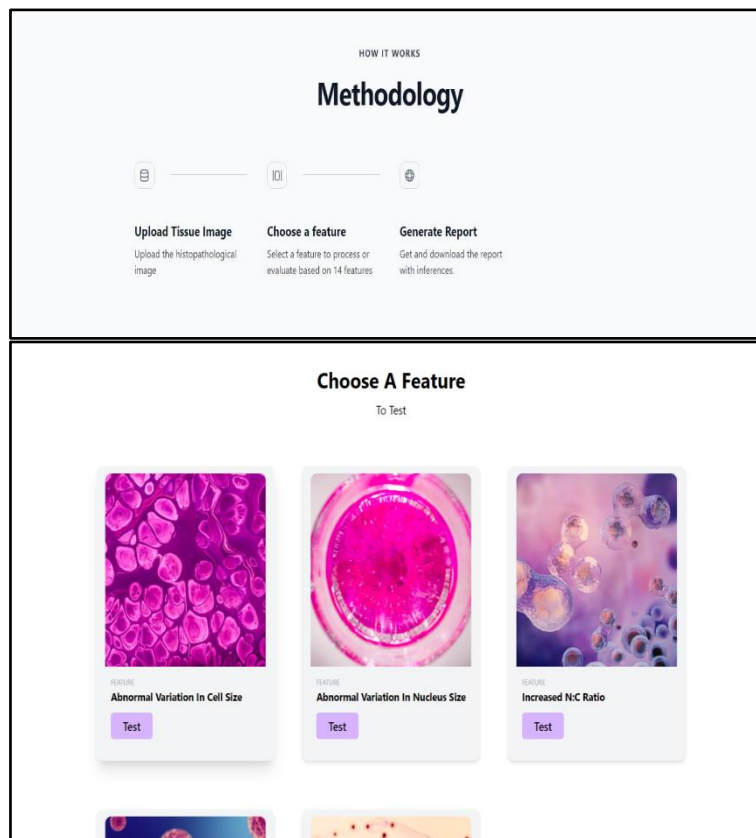 HOW IT WORKS
Methodology
Upload Tissue Image
Upload the histopathological
image
Choose a feature
Select a feature to process or
evaluate based on 14 features
Generate Report
Get and download the report
with inferences.
Choose A Feature
To Test
FEATURE
Abnormal Variation In Cell Size
Test
FEATURE
Abnormal Variation In Nucleus Size
Test
FEATURE
Increased N:C Ratio
Test